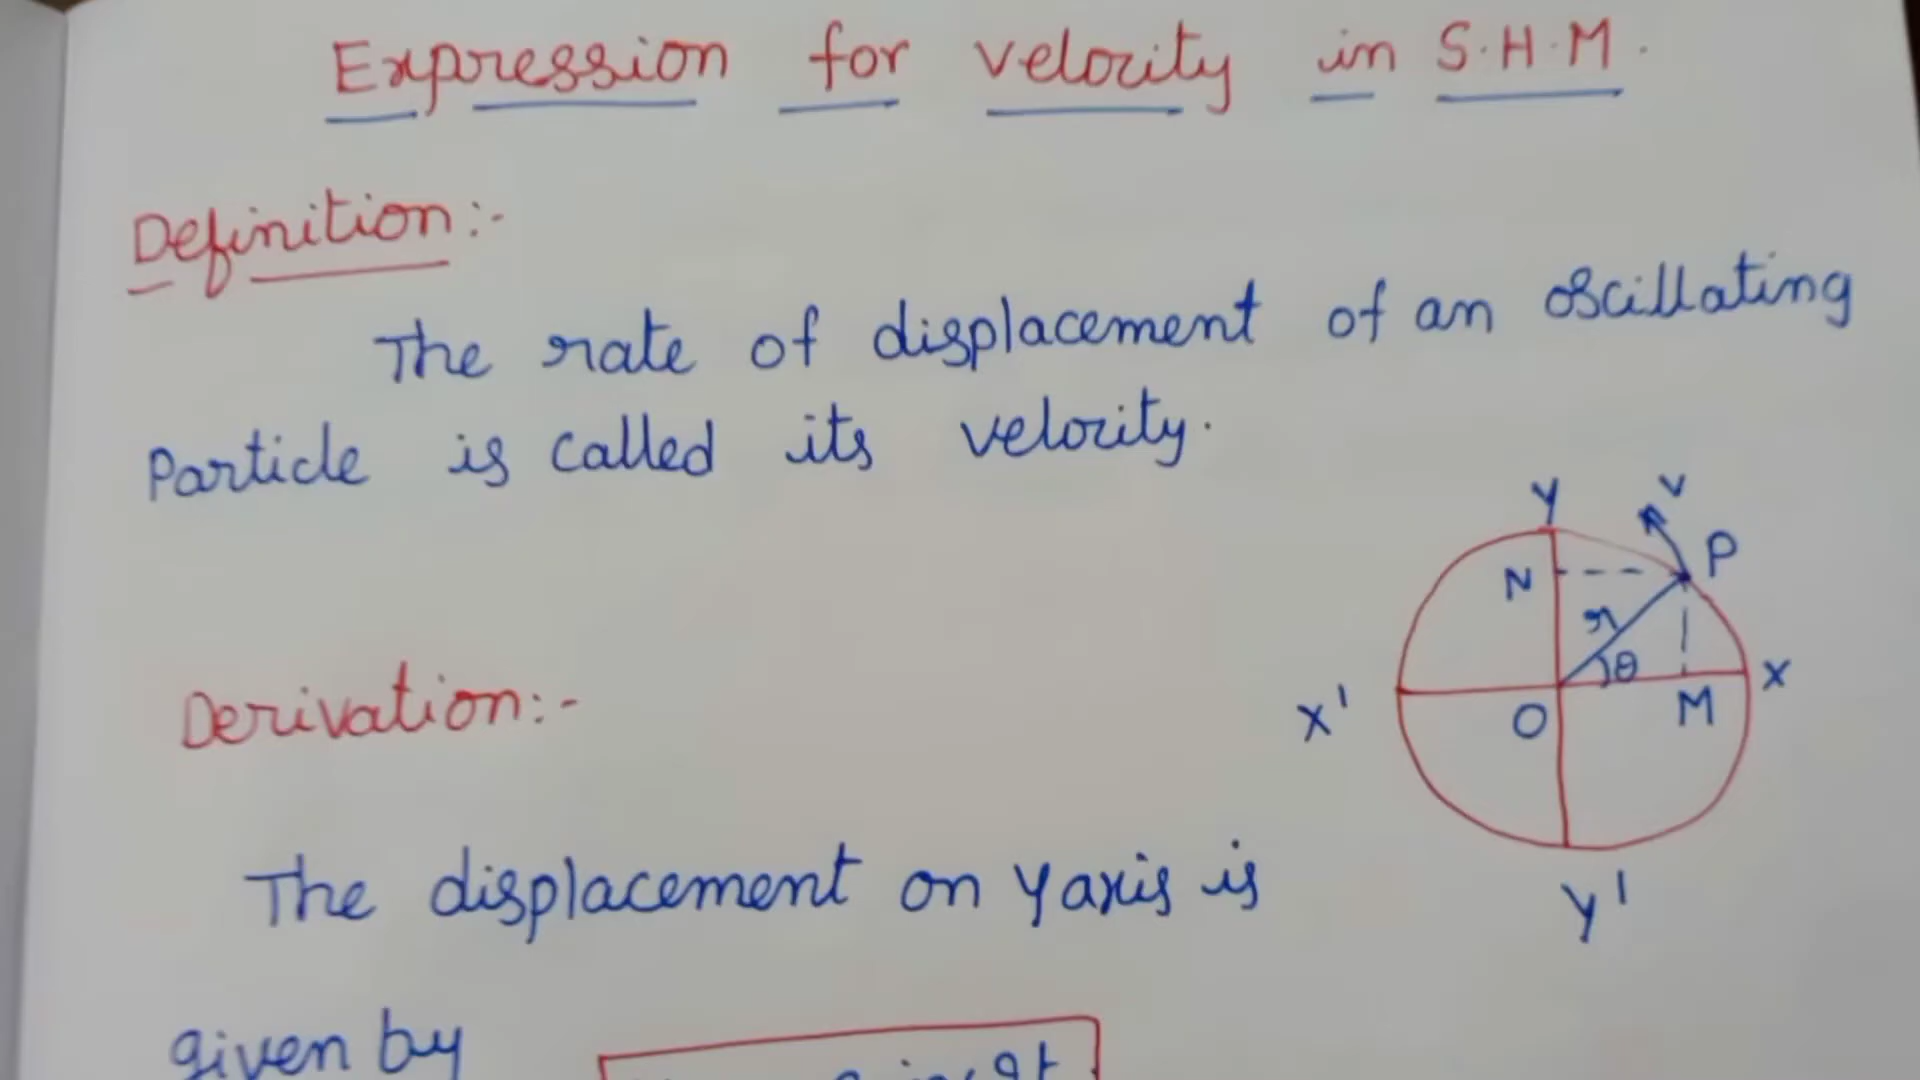 Expression for velocity in S.H.M.
Definition:-
The rate of displacement of an oscillating
Particle is called its velocity.
Y
V
P
N
r
θ
X
X'
O
M
Derivation:-
The displacement on Y axis is
Y'
given by